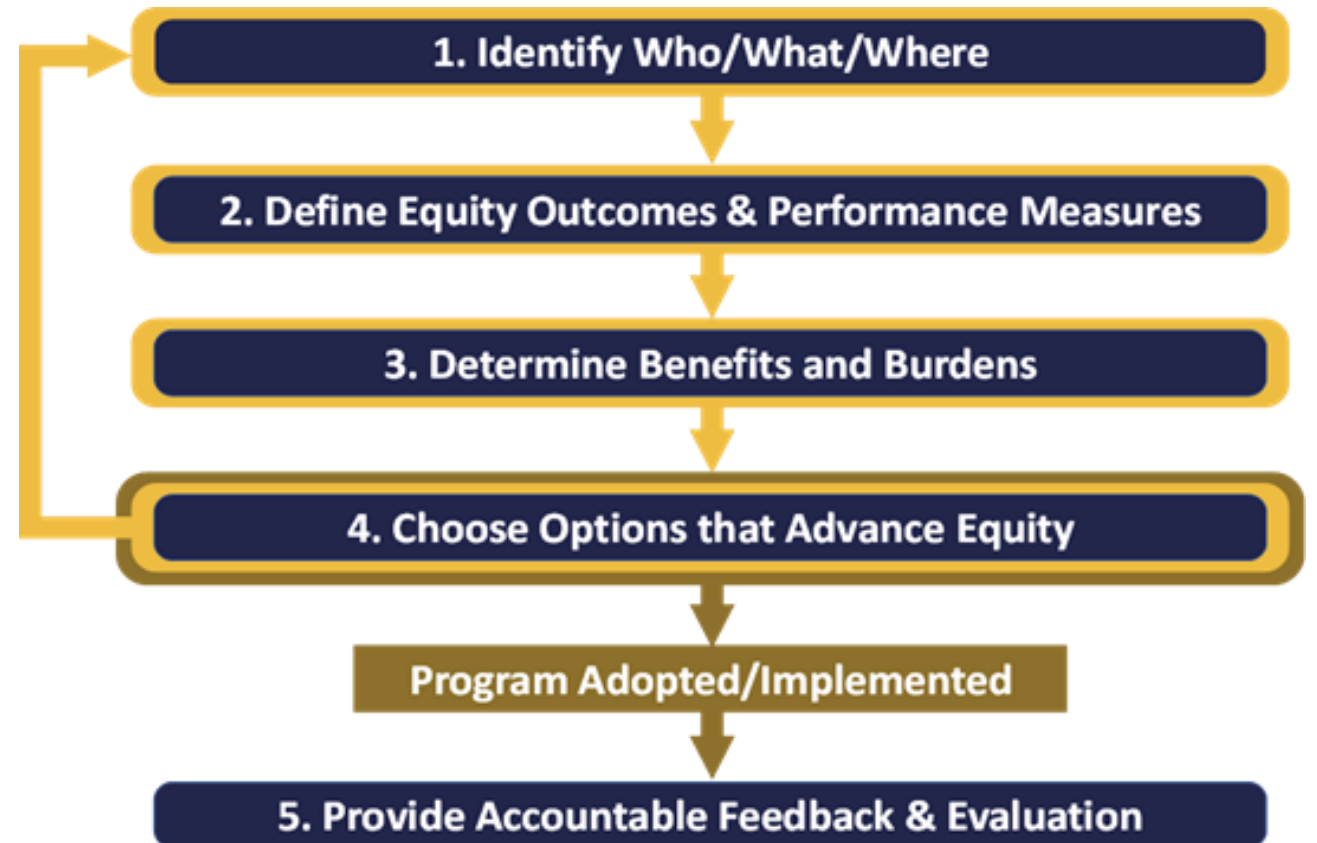 1. Identify Who/What/Where
2. Define Equity Outcomes & Performance Measures
3. Determine Benefits and Burdens
4. Choose Options that Advance Equity
Program Adopted/Implemented
5. Provide Accountable Feedback & Evaluation